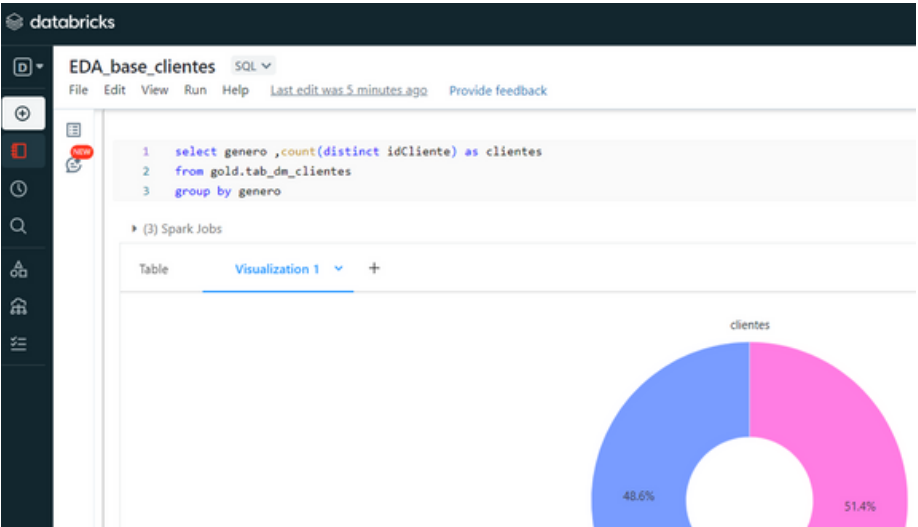 databricks
D
EDA_base_clientes SQL
File Edit View Run Help Last edit was 5 minutes ago Provide feedback
NEW
1 select genero ,count(distinct idCliente) as clientes
2 from gold.tab_dm_clientes
3 group by genero
(3) Spark Jobs
Table Visualization 1 +
clientes
48.6%
51.4%